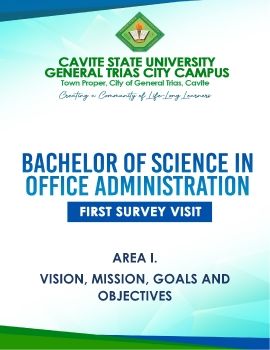 CAVITE STATE UNIVERSITY
GENERAL TRIAS CITY CAMPUS
Town Proper, City of General Trias, Cavite
Creating a Community of Life-Long Learners
BACHELOR OF SCIENCE IN
OFFICE ADMINISTRATION
FIRST SURVEY VISIT
AREA I.
VISION, MISSION, GOALS AND
OBJECTIVES